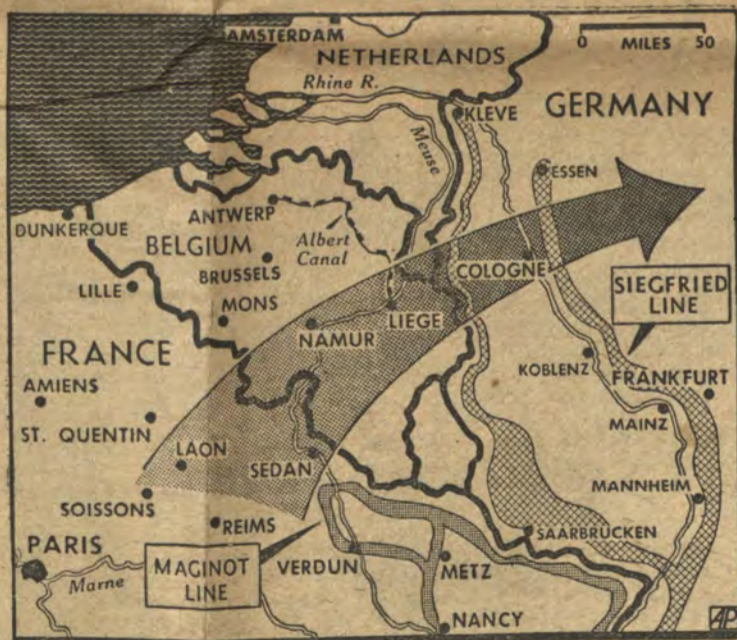 AMSTERDAM
0 MILES 50
NETHERLANDS
Rhine R.
GERMANY
KLEVE
Meuse
ESSEN
ANTWERP
DUNKERQUE
BELGIUM
Albert
Canal
COLOGNE
BRUSSELS
SIEGFRIED
LINE
LILLE
MONS
LIEGE
NAMUR
FRANCE
KOBLENZ
FRANKFURT
AMIENS
MAINZ
ST. QUENTIN
LAON
SEDAN
MANNHEIM
SOISSONS
REIMS
SAARBRÜCKEN
PARIS
MAGINOT
LINE
VERDUN
METZ
Marne
NANCY
AP